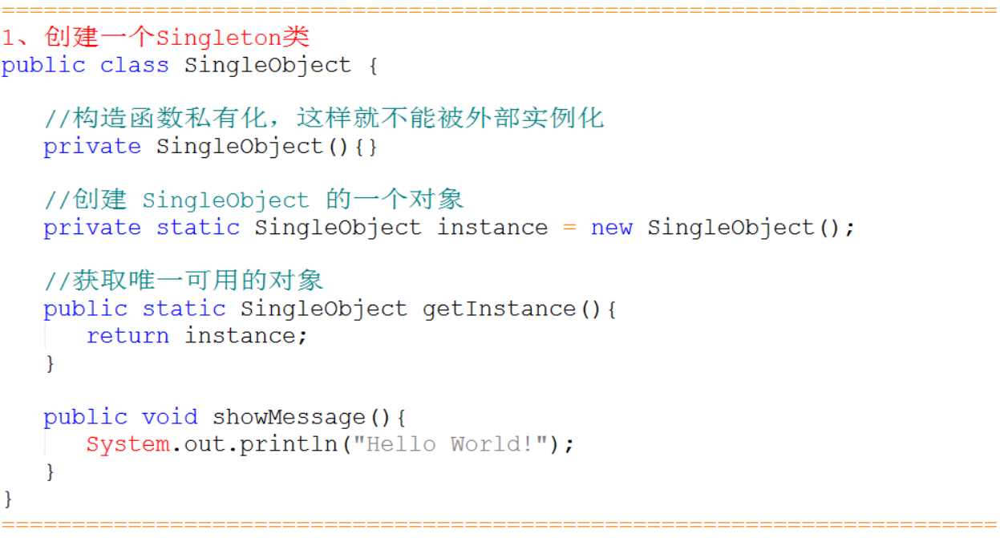 ======================================================================
1、创建一个Singleton类
public class SingleObject {
//构造函数私有化，这样就不能被外部实例化
private SingleObject(){}
//创建 SingleObject 的一个对象
private static SingleObject instance = new SingleObject();
//获取唯一可用的对象
public static SingleObject getInstance(){
return instance;
}
public void showMessage(){
System.out.println("Hello World!");
}
}
======================================================================